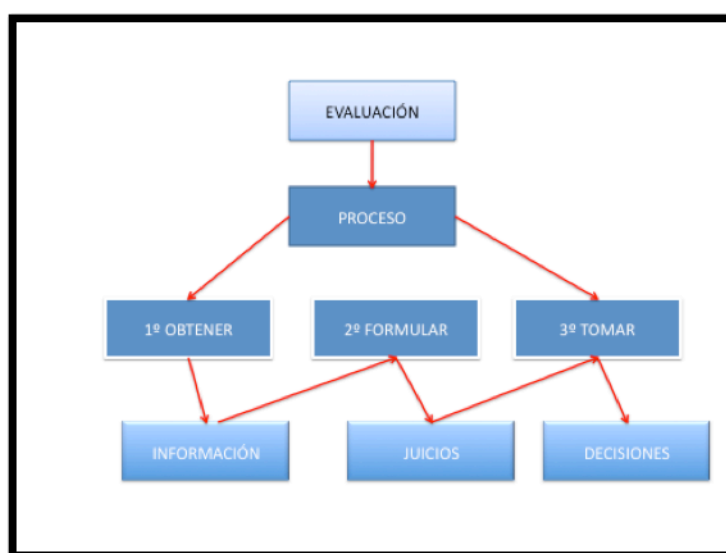 EVALUACIÓN
PROCESO
1º OBTENER
2º FORMULAR
3º TOMAR
INFORMACIÓN
JUICIOS
DECISIONES